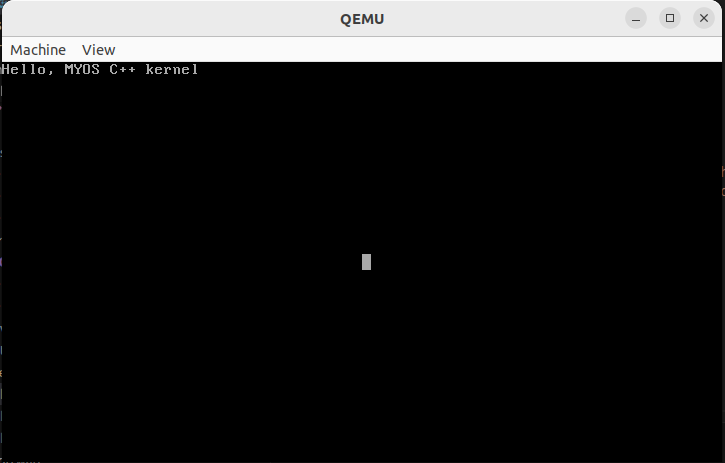 QEMU
Machine View
Hello, MYOS C++ kernel